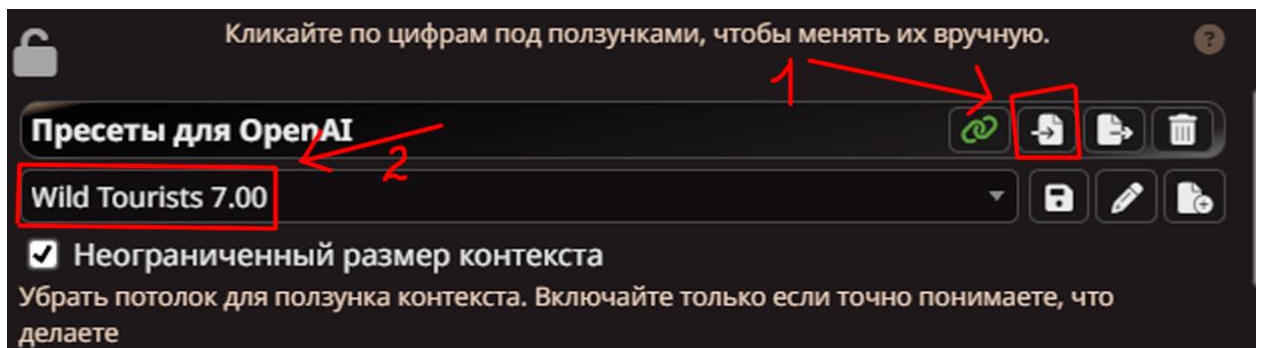 Кликайте по цифрам под ползунками, чтобы менять их вручную.
?
1
Пресеты для OpenAI
2
Wild Tourists 7.00
Неограниченный размер контекста
Убрать потолок для ползунка контекста. Включайте только если точно понимаете, что
делаете